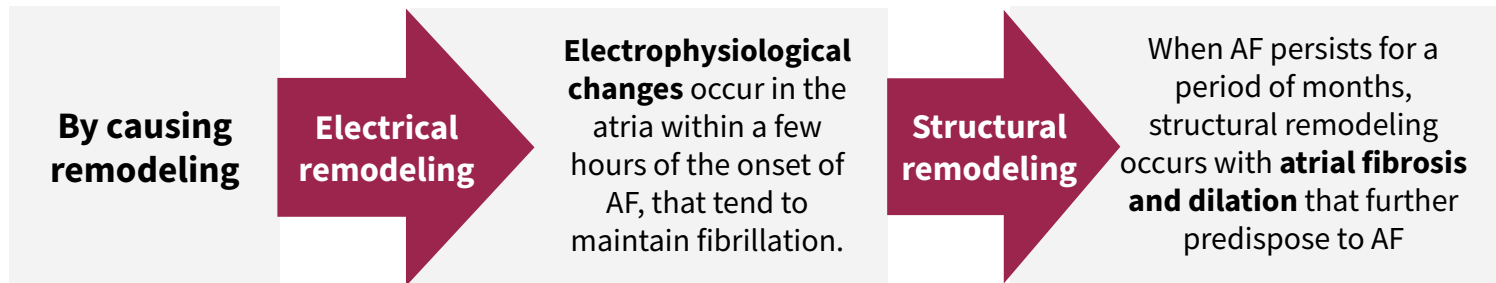 By causing
remodeling
Electrical
remodeling
Electrophysiological
changes occur in the
atria within a few
hours of the onset of
AF, that tend to
maintain fibrillation.
Structural
remodeling
When AF persists for a
period of months,
structural remodeling
occurs with atrial fibrosis
and dilation that further
predispose to AF